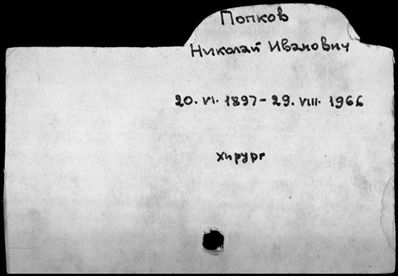 Попков
Николай Иванович
20. VI. 1897 - 29. VIII. 1966
хирург